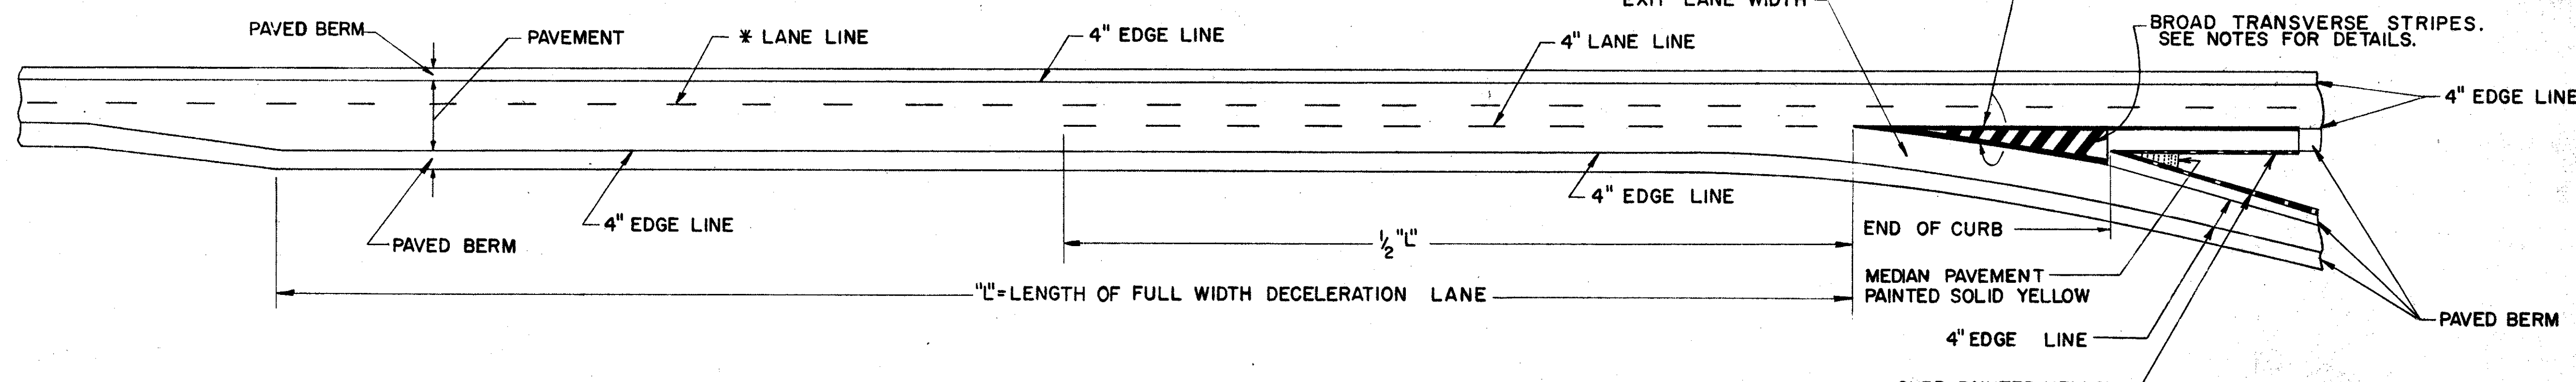 EXIT LANE WIDTH
BROAD TRANSVERSE STRIPES.
SEE NOTES FOR DETAILS.
PAVED BERM
PAVEMENT
* LANE LINE
4" EDGE LINE
4" LANE LINE
4" EDGE LINE
4" EDGE LINE
4" EDGE LINE
PAVED BERM
END OF CURB
½ "L"
MEDIAN PAVEMENT
PAINTED SOLID YELLOW
"L"=LENGTH OF FULL WIDTH DECELERATION LANE
PAVED BERM
4" EDGE LINE